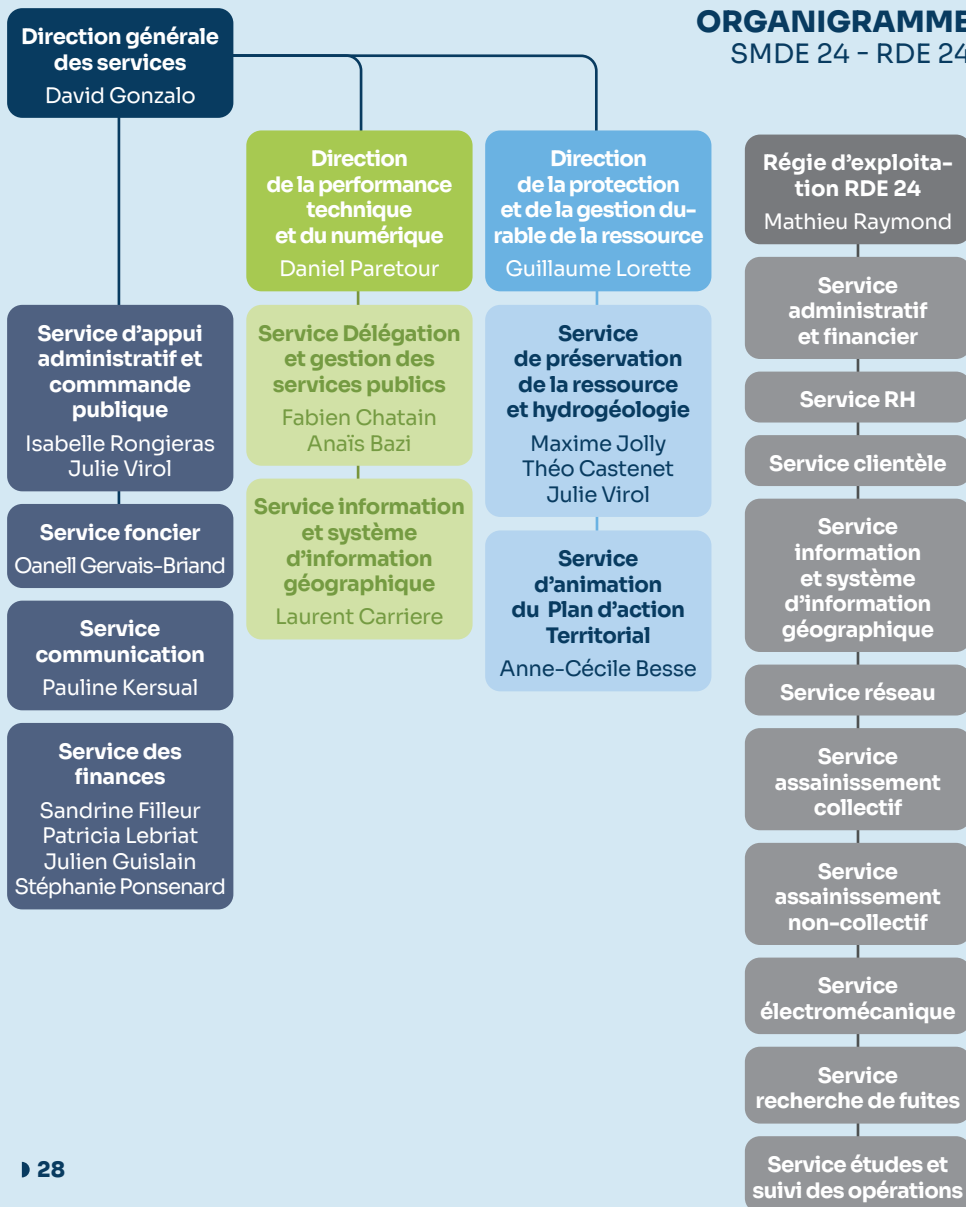 ORGANIGRAMME
SMDE 24 - RDE 24
Direction générale
des services
David Gonzalo
Service d'appui
administratif et
commmande
publique
Isabelle Rongieras
Julie Virol
Service foncier
Oanell Gervais-Briand
Service
communication
Pauline Kersual
Service des
finances
Sandrine Filleur
Patricia Lebriat
Julien Guislain
Stéphanie Ponsenard
Direction
de la performance
technique
et du numérique
Daniel Paretour
Service Délégation
et gestion des
services publics
Fabien Chatain
Anaïs Bazi
Service information
et système
d'information
géographique
Laurent Carriere
Direction
de la protection
et de la gestion du-
rable de la ressource
Guillaume Lorette
Service
de préservation
de la ressource
et hydrogéologie
Maxime Jolly
Théo Castenet
Julie Virol
Service
d'animation
du Plan d'action
Territorial
Anne-Cécile Besse
Régie d'exploita-
tion RDE 24
Mathieu Raymond
Service
administratif
et financier
Service RH
Service clientèle
Service
information
et système
d'information
géographique
Service réseau
Service
assainissement
collectif
Service
assainissement
non-collectif
Service
électromécanique
Service
recherche de fuites
Service études et
suivi des opérations
28